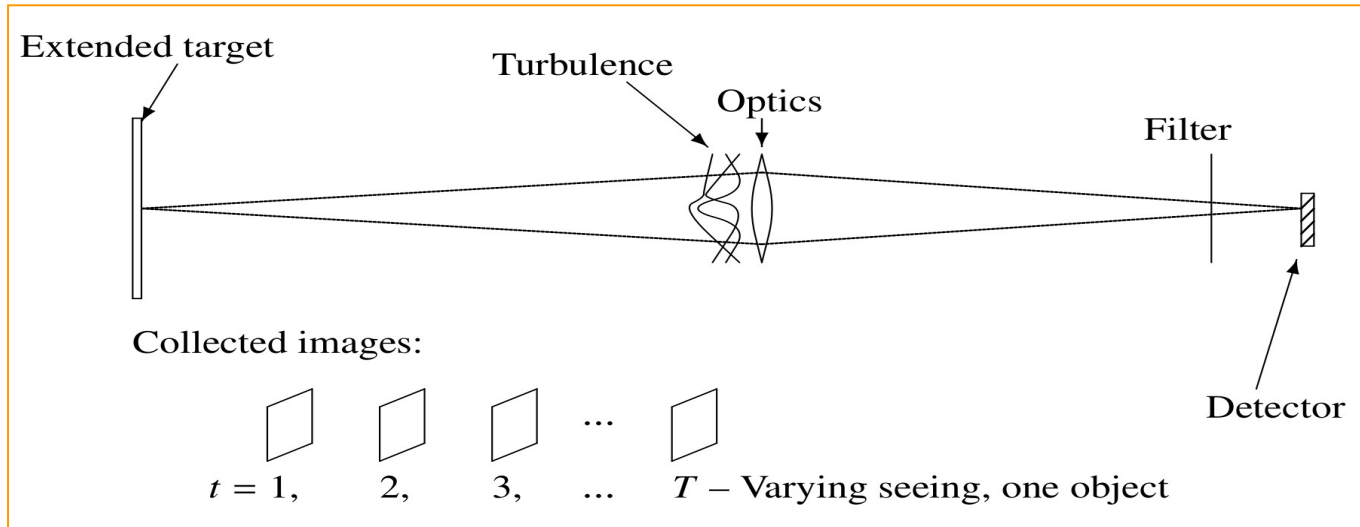 Extended target
Turbulence
Optics
Filter
Detector
Collected images:
...
t = 1, 2, 3, ... T – Varying seeing, one object